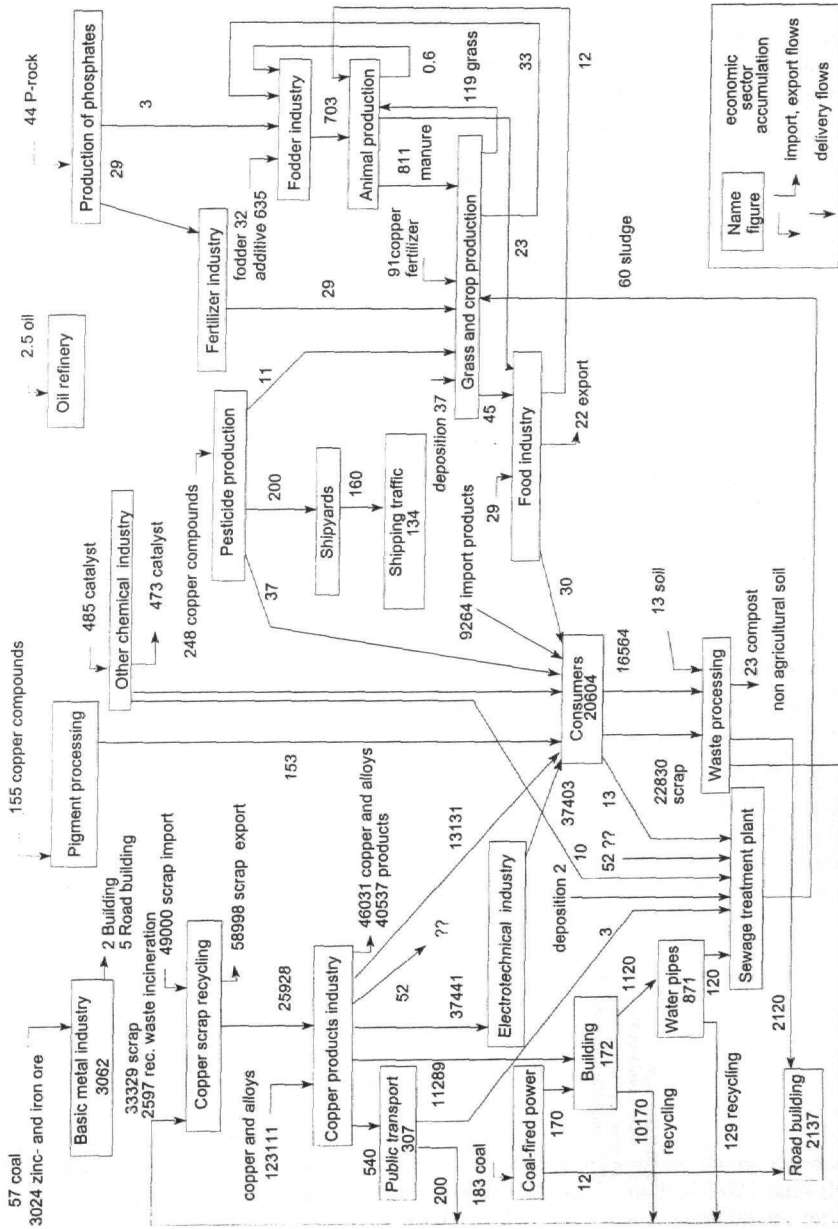 57 coal
3024 zinc- and iron ore
Basic metal industry
3062
2 Building
5 Road building
33329 scrap
2597 rec. waste incineration
49000 scrap import
Copper scrap recycling
58998 scrap export
25928
copper and alloys
123111
Copper products industry
46031 copper and alloys
40537 products
13131
52
??
37441
540
Public transport
307
11289
200
Electrotechnical industry
37403
183 coal
Coal-fired power
170
12
Building
172
1120
10170
recycling
Water pipes
871
120
129 recycling
Road building
2137
2120
155 copper compounds
Pigment processing
153
485 catalyst
Other chemical industry
473 catalyst
248 copper compounds
Pesticide production
37
200
11
Shipyards
160
Shipping traffic
134
9264 import products
Consumers
20604
30
16564
22830
scrap
13
10
52 ??
deposition 2
3
Sewage treatment plant
Waste processing
13 soil
23 compost
non agricultural soil
2.5 oil
Oil refinery
44 P-rock
Production of phosphates
29
3
Fertilizer industry
29
fodder 32
additive 635
Fodder industry
703
Animal production
0.6
811
manure
119 grass
33
12
91copper
fertilizer
deposition 37
Grass and crop production
45
23
29
Food industry
22 export
60 sludge
Name
figure
economic
sector
accumulation
import, export flows
delivery flows